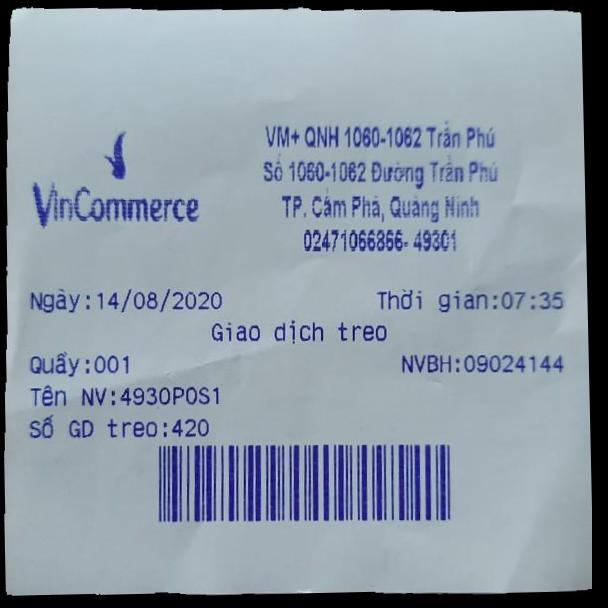 VinCommerce
VM+ QNH 1060-1062 Trần Phú
Số 1060-1062 Đường Trần Phú
TP. Cẩm Phả, Quảng Ninh
02471066866- 49301
Ngày:14/08/2020 Thời gian:07:35
Giao dịch treo
Quầy:001 NVBH:09024144
Tên NV:4930POS1
Số GD treo:420